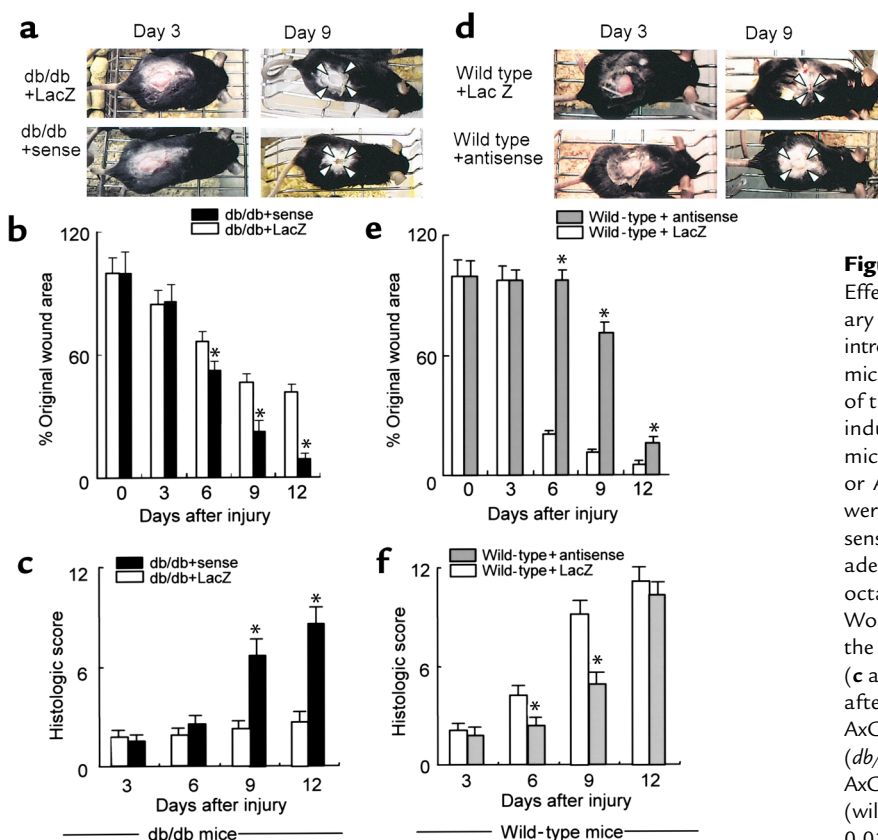 a
Day 3
Day 9
db/db
+LacZ
db/db
+sense
b
db/db+sense
db/db+LacZ
120
60
0
% Original wound area
0 3 6 9 12
* * *
Days after injury
c
db/db+sense
db/db+LacZ
12
6
0
Histologic score
* *
3 6 9 12
Days after injury
db/db mice
d
Day 3
Day 9
Wild type
+Lac Z
Wild type
+antisense
e
Wild-type + antisense
Wild-type + LacZ
120
60
0
% Original wound area
* * *
0 3 6 9 12
Days after injury
f
Wild-type + antisense
Wild-type + LacZ
12
6
0
Histologic score
* *
3 6 9 12
Days after injury
Wild-type mice
Figu
Effe
ary
intr
mic
of t
indu
mic
or A
wer
sens
ade
octa
Wo
the
(c a
afte
AxC
(db/
AxC
(wil